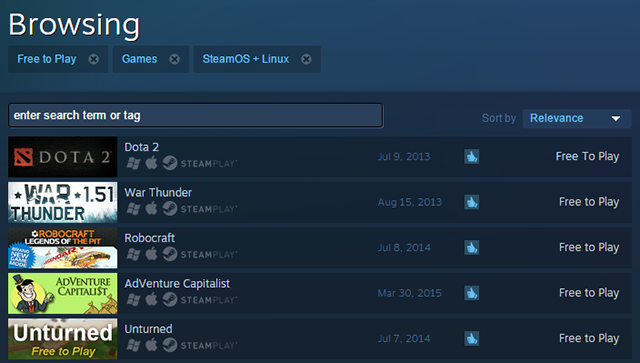 Browsing
Free to Play
Games
SteamOS + Linux
enter search term or tag
Sort by Relevance
DOTA 2
Dota 2
STEAMPLAY
Jul 9, 2013
Free To Play
WAR THUNDER 1.51
War Thunder
STEAMPLAY
Aug 15, 2013
Free to Play
ROBOCRAFT
LEGENDS OF THE PIT
BRAND NEW GAME MODE
Robocraft
STEAMPLAY
Jul 8, 2014
Free to Play
ADVENTURE CAPITALI$T
AdVenture Capitalist
STEAMPLAY
Mar 30, 2015
Free to Play
Unturned
Free to Play
Unturned
STEAMPLAY
Jul 7, 2014
Free to Play